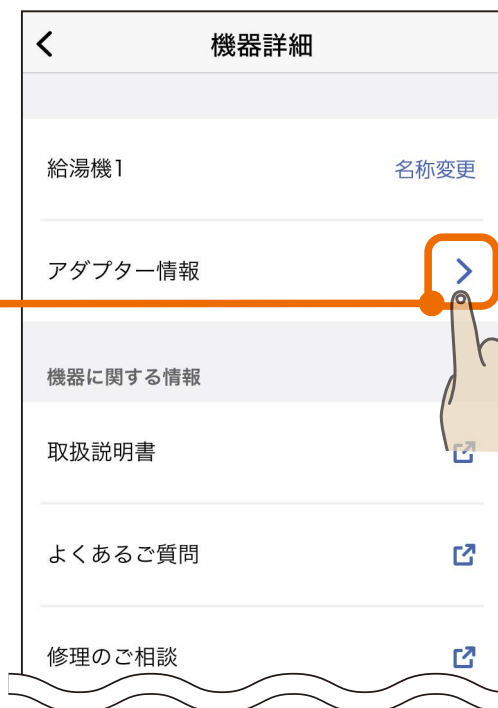 機器詳細
給湯機1 名称変更
アダプター情報
機器に関する情報
取扱説明書
よくあるご質問
修理のご相談